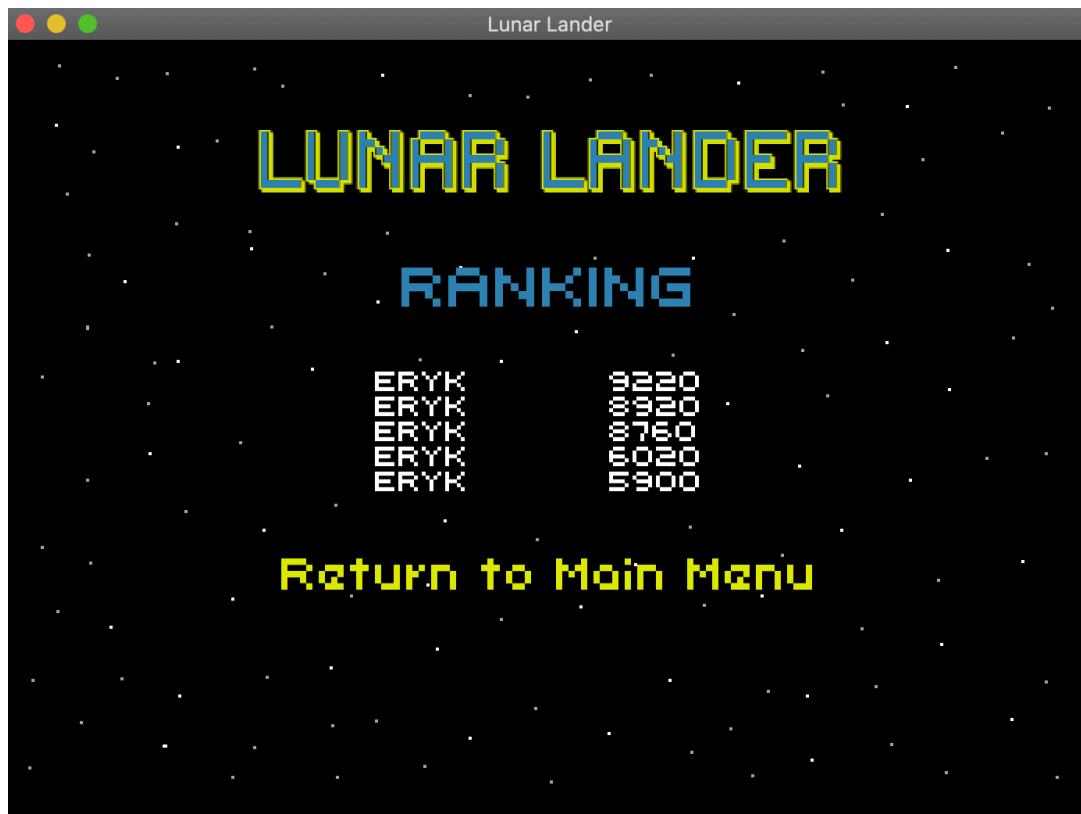 Lunar Lander
LUNAR LANDER
RANKING
ERYK 9220
ERYK 8920
ERYK 8760
ERYK 6020
ERYK 5900
Return to Main Menu